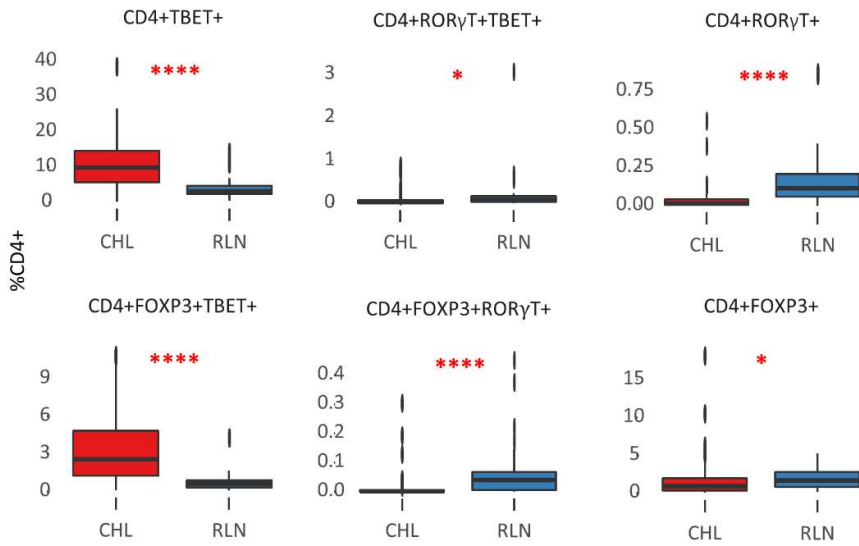 CD4+TBET+
CD4+RORγT+TBET+
CD4+RORγT+
40
30
20
10
0
****
CHL
RLN
3
2
1
0
*
CHL
RLN
0.75
0.50
0.25
0.00
****
CHL
RLN
%CD4+
CD4+FOXP3+TBET+
CD4+FOXP3+RORγT+
CD4+FOXP3+
9
6
3
0
****
CHL
RLN
0.4
0.3
0.2
0.1
0.0
****
CHL
RLN
15
10
5
0
*
CHL
RLN